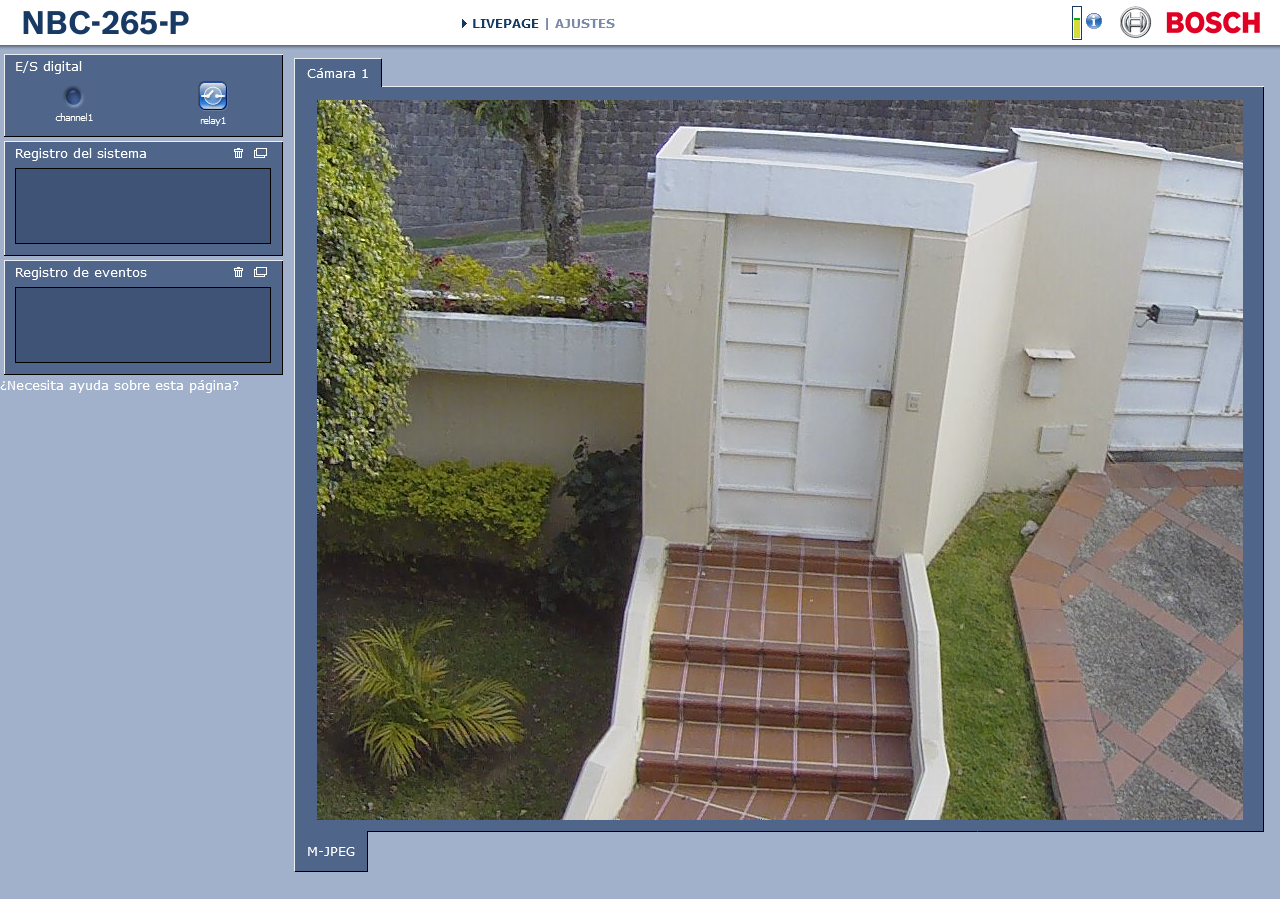 NBC-265-P
LIVEPAGE | AJUSTES
BOSCH
E/S digital
channel1
relay1
Registro del sistema
Registro de eventos
¿Necesita ayuda sobre esta página?
Cámara 1
M-JPEG